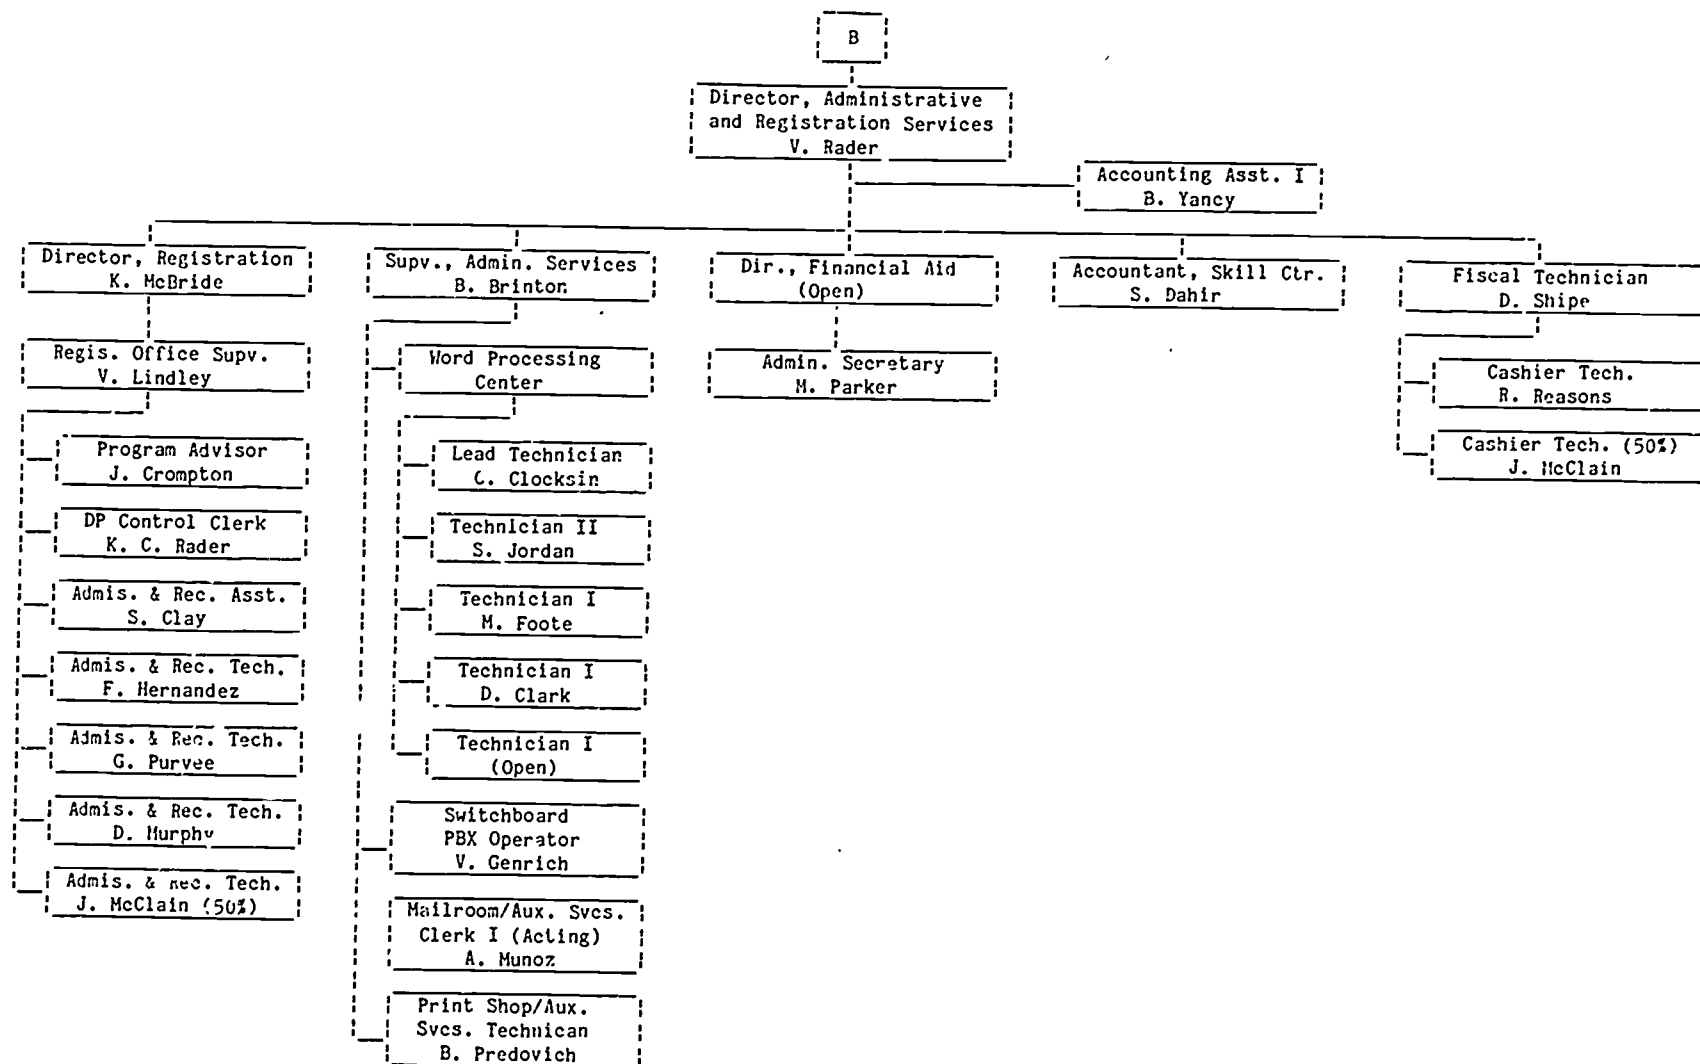 B
Director, Administrative
and Registration Services
V. Rader
Accounting Asst. I
B. Yancy
Director, Registration
K. McBride
Supv., Admin. Services
B. Brinton
Dir., Financial Aid
(Open)
Accountant, Skill Ctr.
S. Dahir
Fiscal Technician
D. Shipe
Regis. Office Supv.
V. Lindley
Program Advisor
J. Crompton
DP Control Clerk
K. C. Rader
Admis. & Rec. Asst.
S. Clay
Admis. & Rec. Tech.
F. Hernandez
Admis. & Rec. Tech.
G. Purvee
Admis. & Rec. Tech.
D. Murphy
Admis. & Rec. Tech.
J. McClain (50%)
Word Processing
Center
Lead Technician
C. Clocksin
Technician II
S. Jordan
Technician I
M. Foote
Technician I
D. Clark
Technician I
(Open)
Switchboard
PBX Operator
V. Genrich
Mailroom/Aux. Svcs.
Clerk I (Acting)
A. Munoz
Print Shop/Aux.
Svcs. Technican
B. Predovich
Admin. Secretary
M. Parker
Cashier Tech.
R. Reasons
Cashier Tech. (50%)
J. McClain